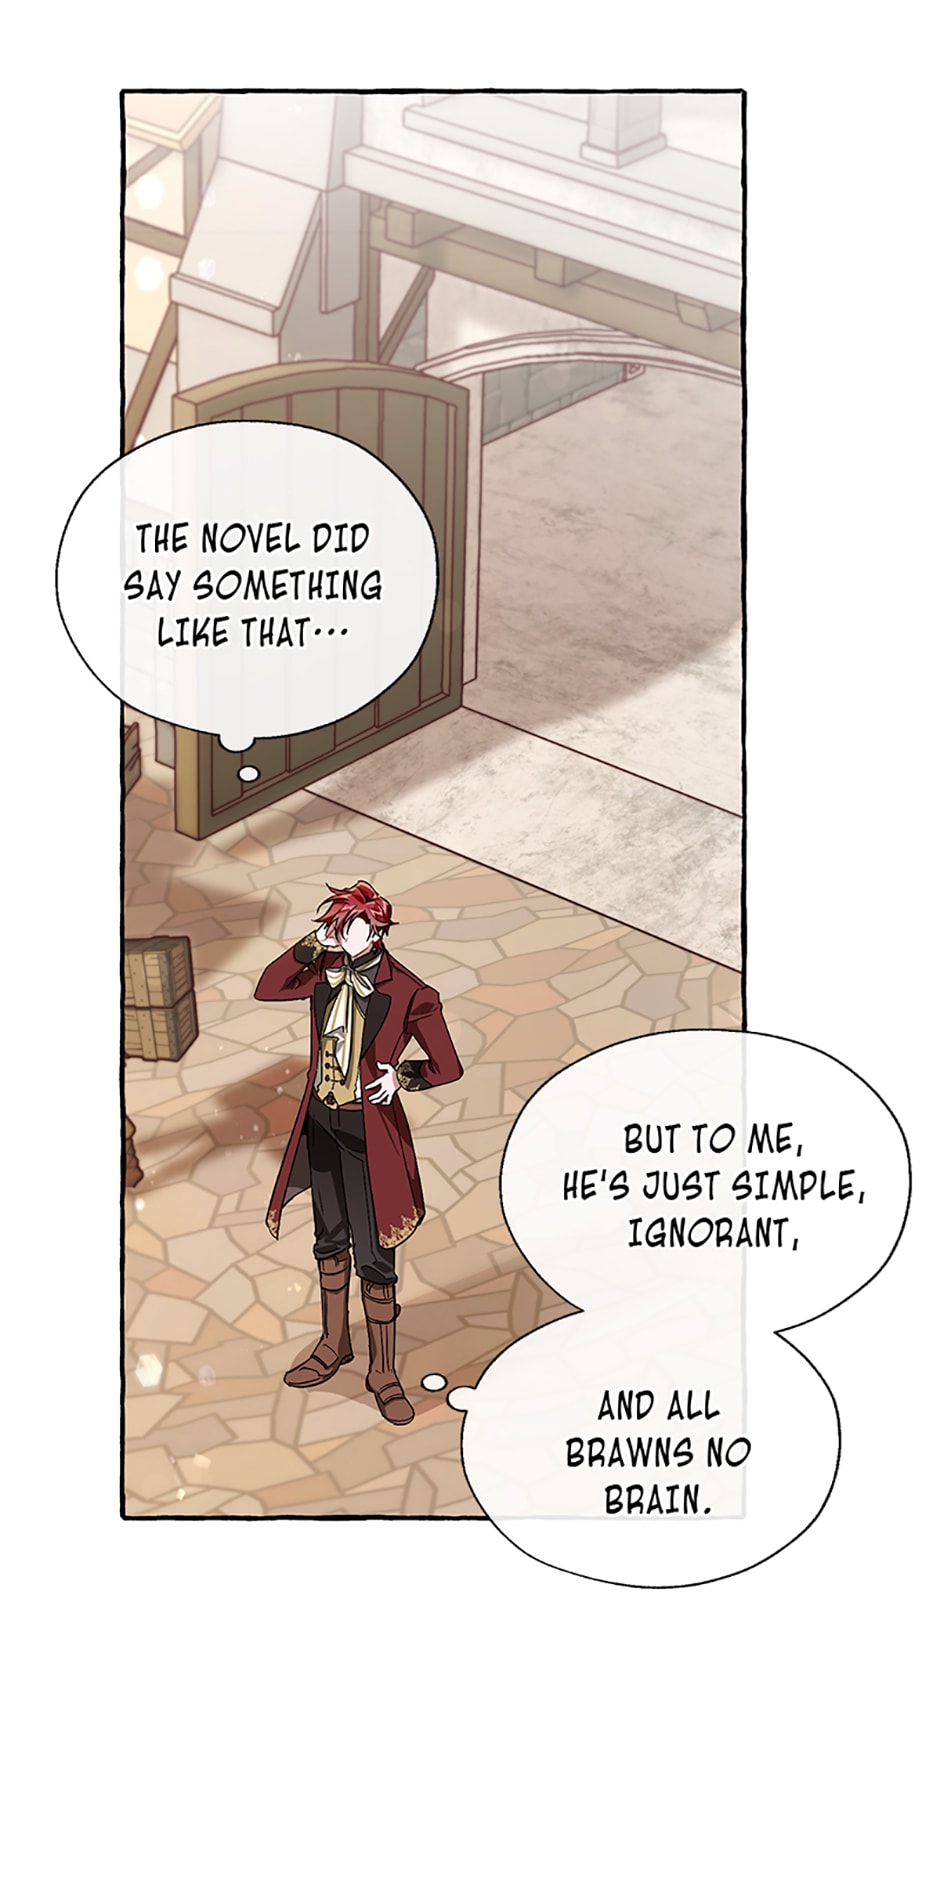 THE NOVEL DID
SAY SOMETHING
LIKE THAT...
BUT TO ME,
HE'S JUST SIMPLE,
IGNORANT,
AND ALL
BRAWNS NO
BRAIN.